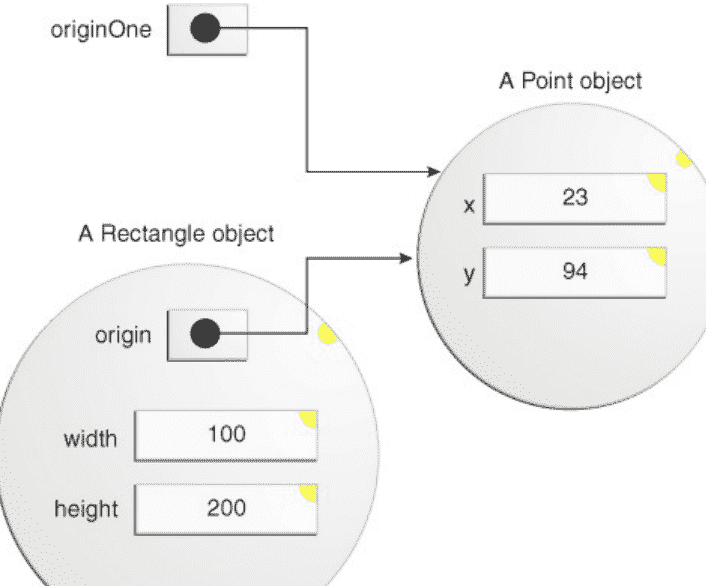 originOne
A Point object
x 23
A Rectangle object
y 94
origin
width 100
height 200